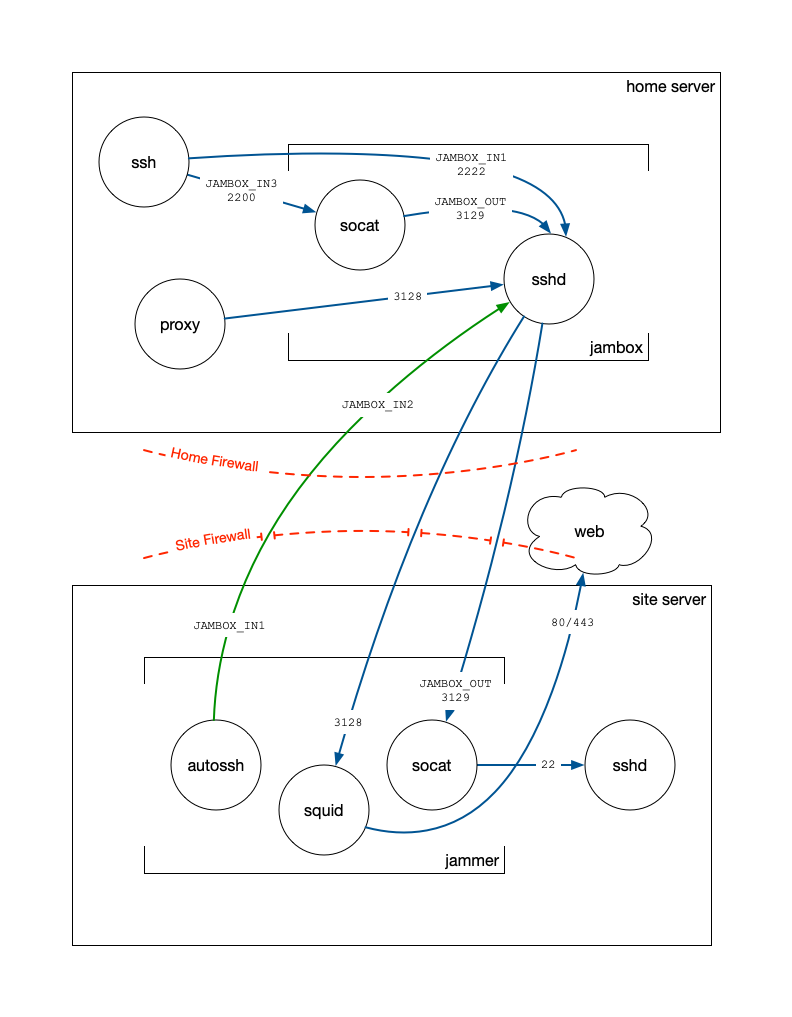 home server
ssh
JAMBOX_IN1
2222
JAMBOX_IN3
2200
JAMBOX_OUT
3129
socat
sshd
3128
proxy
jambox
JAMBOX_IN2
Home Firewall
Site Firewall
web
site server
80/443
JAMBOX_IN1
JAMBOX_OUT
3129
3128
autossh
socat
22
sshd
squid
jammer